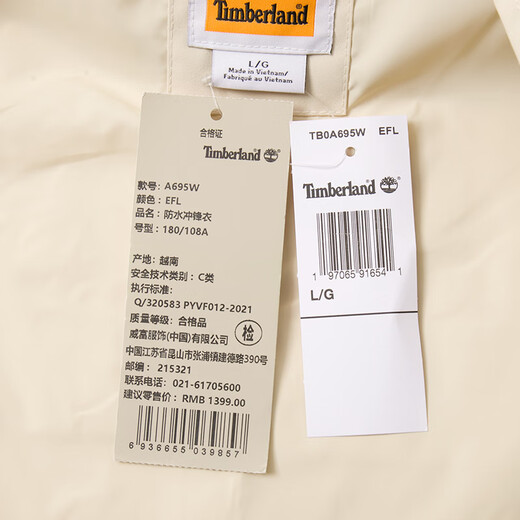 Timberland
L/G
Made in Vietnam/
Fabriqué au Vietnam
合格证
Timberland
款号: A695W
颜色: EFL
品名: 防水冲锋衣
号型: 180/108A
产地: 越南
安全技术类别: C类
执行标准:
Q/320583 PYVF012-2021
质量等级: 合格品
检
威富服饰(中国)有限公司
中国江苏省昆山市张浦镇建德路390号
邮编: 215321
联系电话: 021-61705600
建议零售价: RMB 1399.00
6936655039857
TB0A695W EFL
Timberland
1 97065 91654 1
L/G